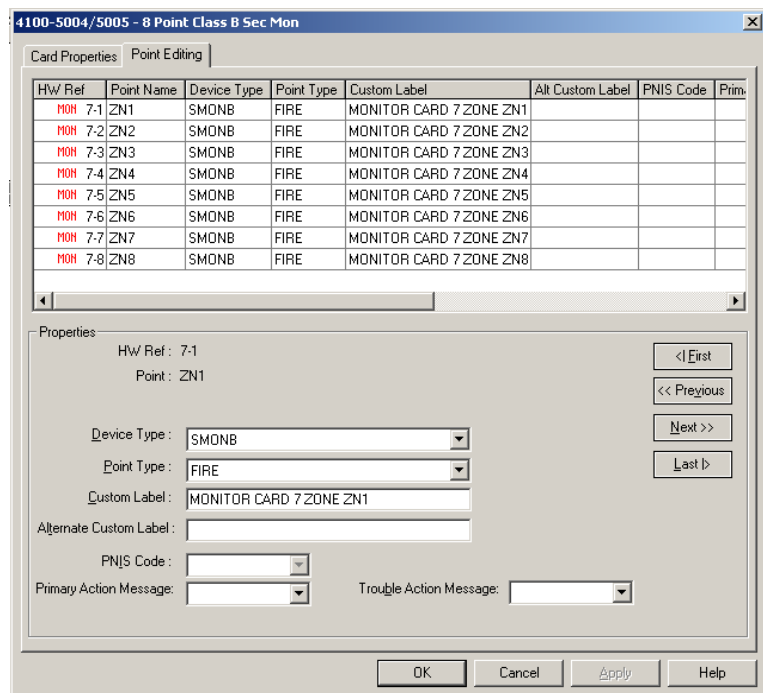 4100-5004/5005 - 8 Point Class B Sec Mon
Card Properties Point Editing
HW Ref Point Name Device Type Point Type Custom Label Alt Custom Label PNIS Code Prim
MON 7-1 ZN1 SMONB FIRE MONITOR CARD 7 ZONE ZN1
MON 7-2 ZN2 SMONB FIRE MONITOR CARD 7 ZONE ZN2
MON 7-3 ZN3 SMONB FIRE MONITOR CARD 7 ZONE ZN3
MON 7-4 ZN4 SMONB FIRE MONITOR CARD 7 ZONE ZN4
MON 7-5 ZN5 SMONB FIRE MONITOR CARD 7 ZONE ZN5
MON 7-6 ZN6 SMONB FIRE MONITOR CARD 7 ZONE ZN6
MON 7-7 ZN7 SMONB FIRE MONITOR CARD 7 ZONE ZN7
MON 7-8 ZN8 SMONB FIRE MONITOR CARD 7 ZONE ZN8
Properties
HW Ref : 7-1
Point : ZN1
<| First
<< Previous
Next >>
Last |>
Device Type : SMONB
Point Type : FIRE
Custom Label : MONITOR CARD 7 ZONE ZN1
Alternate Custom Label :
PNIS Code :
Primary Action Message: Trouble Action Message:
OK Cancel Apply Help